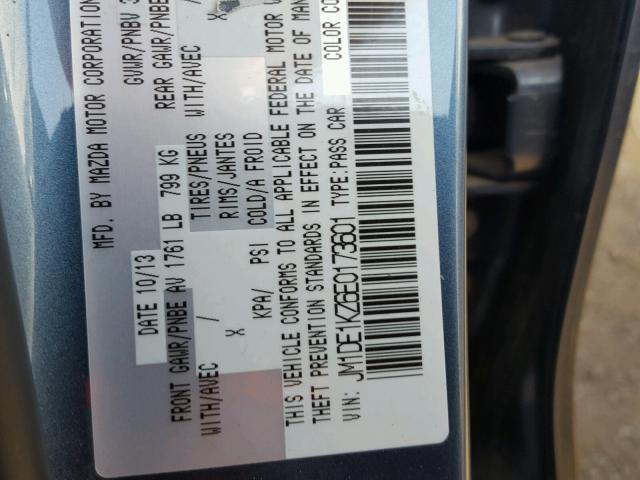 MFD. BY MAZDA MOTOR CORPORATION
DATE 10/13 GVWR/PNBV
FRONT GAWR/PNBE AV 1761 LB 799 KG REAR GAWR/PNBE
WITH/AVEC TIRES/PNEUS WITH/AVEC
/ RIMS/JANTES
X X
KPA/ PSI COLD/A FROID
THIS VEHICLE CONFORMS TO ALL APPLICABLE FEDERAL MOTOR
THEFT PREVENTION STANDARDS IN EFFECT ON THE DATE OF MAN
VIN: JM1DE1KZ6E0173601 TYPE:PASS CAR COLOR CO